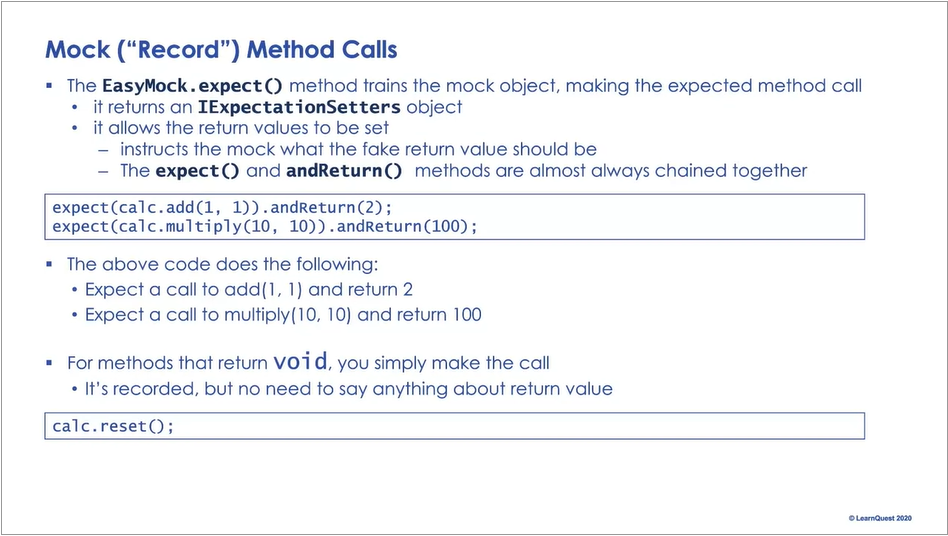 Mock (“Record”) Method Calls
▪ The EasyMock.expect() method trains the mock object, making the expected method call
• it returns an IExpectationSetters object
• it allows the return values to be set
– instructs the mock what the fake return value should be
– The expect() and andReturn() methods are almost always chained together
expect(calc.add(1, 1)).andReturn(2);
expect(calc.multiply(10, 10)).andReturn(100);
▪ The above code does the following:
• Expect a call to add(1, 1) and return 2
• Expect a call to multiply(10, 10) and return 100
▪ For methods that return void, you simply make the call
• It’s recorded, but no need to say anything about return value
calc.reset();
© LearnQuest 2020